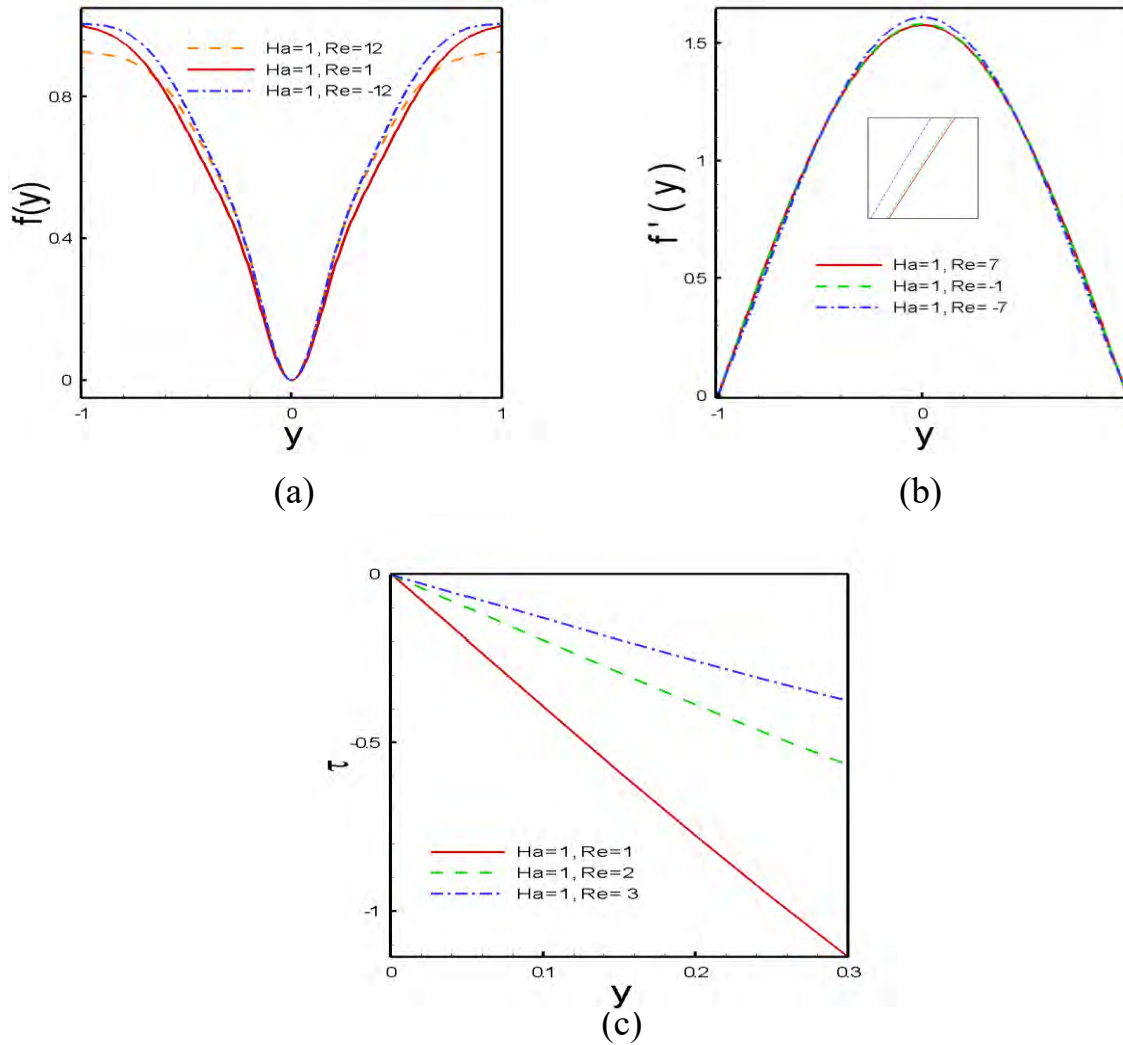 Ha=1, Re=12
Ha=1, Re=1
Ha=1, Re= -12
0.8
0.4
0
f(y)
-1 0 1
y
(a)
1.5
1
0.5
0
f ' ( y )
Ha=1, Re=7
Ha=1, Re=-1
Ha=1, Re= -7
-1 0
y
(b)
0
-0.5
-1
τ
Ha=1, Re=1
Ha=1, Re=2
Ha=1, Re= 3
0 0.1 0.2 0.3
y
(c)